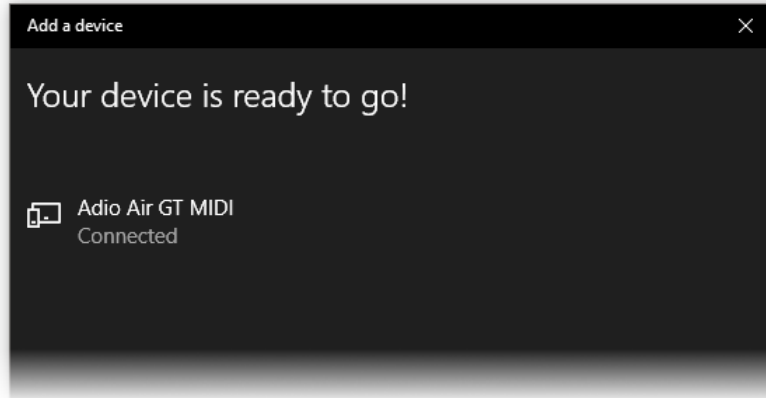 Add a device
Your device is ready to go!
Adio Air GT MIDI
Connected